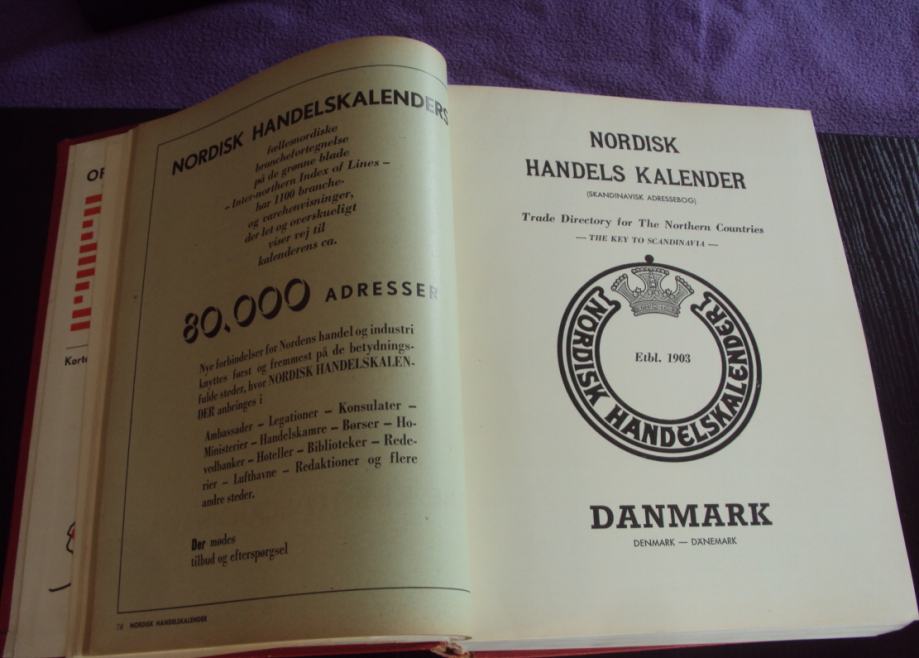 OF
Kørte
NORDISK HANDELSKALENDERS
fællesnordiske
branchefortegnelse
på de grønne blade
– Inter-northern Index of Lines –
har 1100 branche-
og varehenvisninger,
der let og overskueligt
viser vej til
kalenderens ca.
80.000 ADRESSER
Nye forbindelser for Nordens handel og industri
knyttes først og fremmest på de betydnings-
fulde steder, hvor NORDISK HANDELSKALEN-
DER anbringes i
Ambassader – Legationer – Konsulater –
Ministerier – Handelskamre – Børser – Ho-
vedbanker – Hoteller – Biblioteker – Rede-
rier – Lufthavne – Redaktioner og flere
andre steder.
Der mødes
tilbud og efterspørgsel
78 NORDISK HANDELSKALENDER
NORDISK
HANDELS KALENDER
(SKANDINAVISK ADRESSEBOG)
Trade Directory for The Northern Countries
— THE KEY TO SCANDINAVIA —
NORDISK HANDELSKALENDER
Etbl. 1903
DANMARK
DENMARK — DÄNEMARK